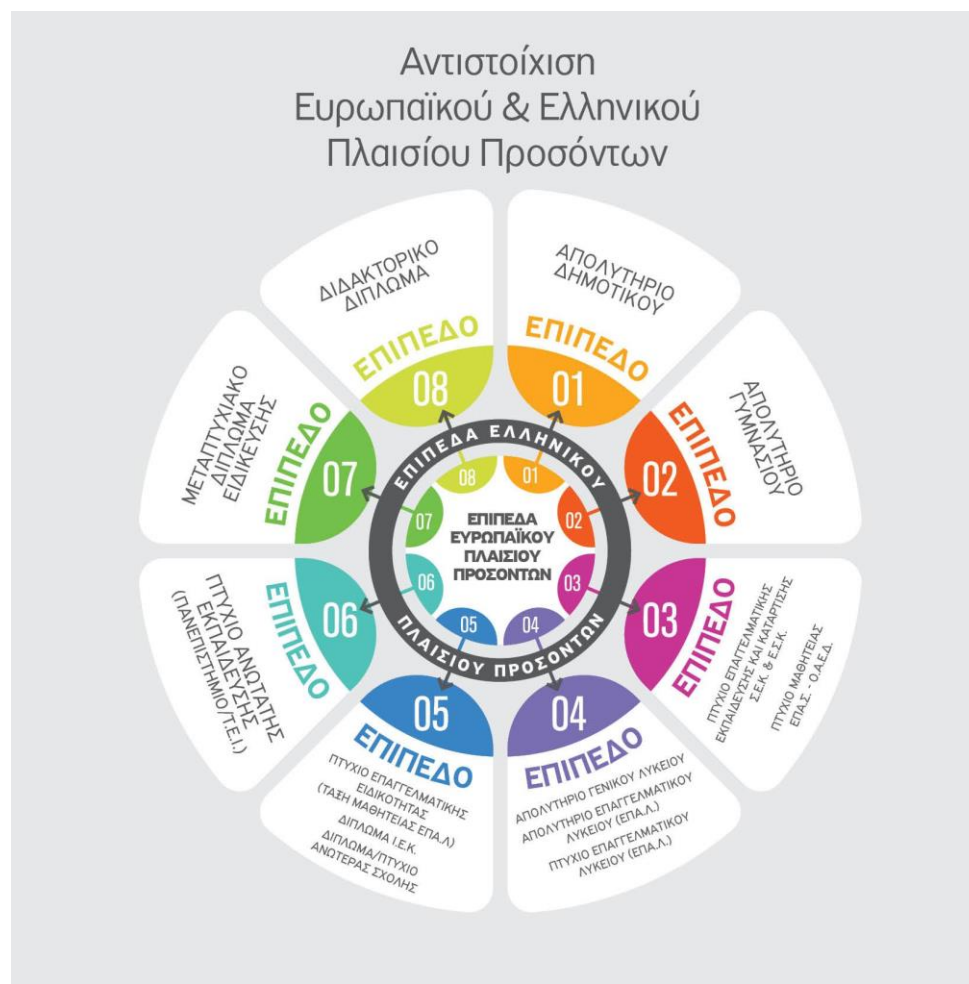 Αντιστοίχιση
Ευρωπαϊκού & Ελληνικού
Πλαισίου Προσόντων
ΑΠΟΛΥΤΗΡΙΟ
ΔΗΜΟΤΙΚΟΥ
ΕΠΙΠΕΔΟ
01
ΑΠΟΛΥΤΗΡΙΟ
ΓΥΜΝΑΣΙΟΥ
ΕΠΙΠΕΔΟ
02
ΠΤΥΧΙΟ ΕΠΑΓΓΕΛΜΑΤΙΚΗΣ
ΕΚΠΑΙΔΕΥΣΗΣ ΚΑΙ ΚΑΤΑΡΤΙΣΗΣ
Σ.Ε.Κ. & Ε.Σ.Κ.
ΠΤΥΧΙΟ ΜΑΘΗΤΕΙΑΣ
ΕΠΑ.Σ. - Ο.Α.Ε.Δ.
ΕΠΙΠΕΔΟ
03
04
ΕΠΙΠΕΔΟ
ΑΠΟΛΥΤΗΡΙΟ ΓΕΝΙΚΟΥ ΛΥΚΕΙΟΥ
ΑΠΟΛΥΤΗΡΙΟ ΕΠΑΓΓΕΛΜΑΤΙΚΟΥ
ΛΥΚΕΙΟΥ (ΕΠΑ.Λ.)
ΠΤΥΧΙΟ ΕΠΑΓΓΕΛΜΑΤΙΚΟΥ
ΛΥΚΕΙΟΥ (ΕΠΑ.Λ.)
05
ΕΠΙΠΕΔΟ
ΠΤΥΧΙΟ ΕΠΑΓΓΕΛΜΑΤΙΚΗΣ
ΕΙΔΙΚΟΤΗΤΑΣ
(ΤΑΞΗ ΜΑΘΗΤΕΙΑΣ ΕΠΑ.Λ)
ΔΙΠΛΩΜΑ Ι.Ε.Κ.
ΔΙΠΛΩΜΑ/ΠΤΥΧΙΟ
ΑΝΩΤΕΡΑΣ ΣΧΟΛΗΣ
06
ΕΠΙΠΕΔΟ
ΠΤΥΧΙΟ ΑΝΩΤΑΤΗΣ
ΕΚΠΑΙΔΕΥΣΗΣ
(ΠΑΝΕΠΙΣΤΗΜΙΟ/Τ.Ε.Ι.)
ΜΕΤΑΠΤΥΧΙΑΚΟ
ΔΙΠΛΩΜΑ
ΕΙΔΙΚΕΥΣΗΣ
ΕΠΙΠΕΔΟ
07
ΔΙΔΑΚΤΟΡΙΚΟ
ΔΙΠΛΩΜΑ
ΕΠΙΠΕΔΟ
08
ΕΠΙΠΕΔΑ ΕΛΛΗΝΙΚΟΥ
ΠΛΑΙΣΙΟΥ ΠΡΟΣΟΝΤΩΝ
01
02
03
04
05
06
07
08
ΕΠΙΠΕΔΑ
ΕΥΡΩΠΑΪΚΟΥ
ΠΛΑΙΣΙΟΥ
ΠΡΟΣΟΝΤΩΝ